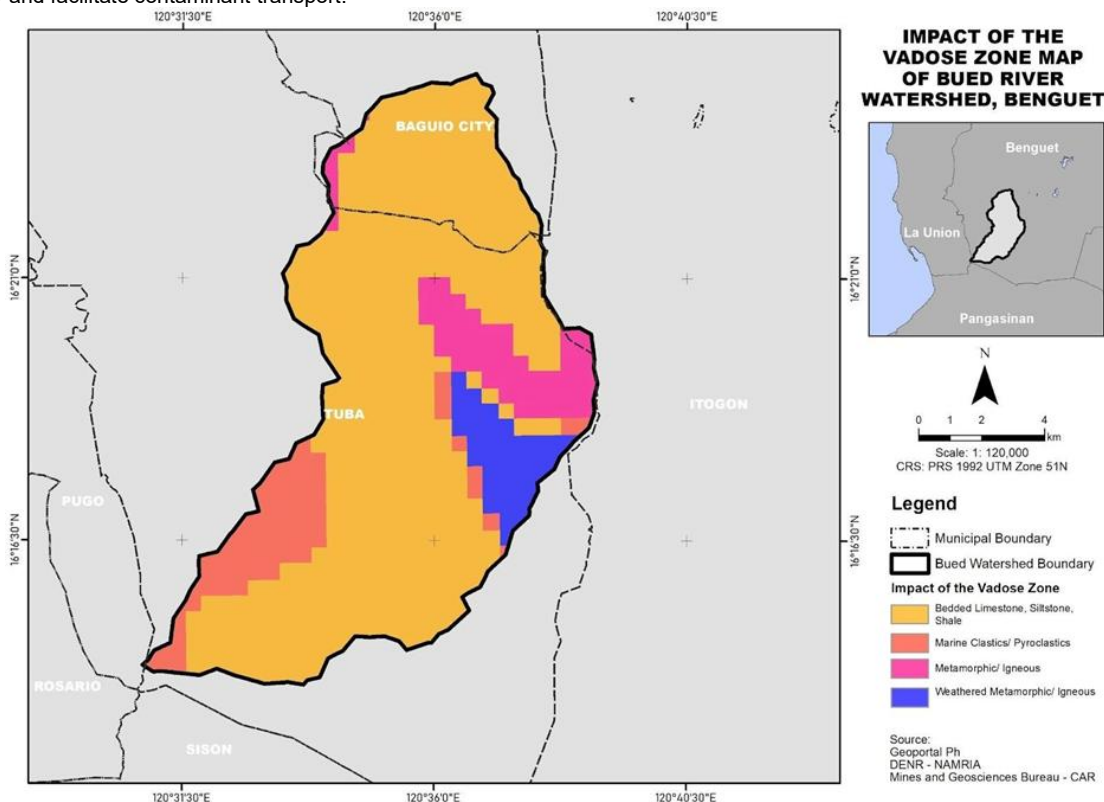 and facilitate contaminant transport.
120°31'30"E
120°36'0"E
120°40'30"E
IMPACT OF THE
VADOSE ZONE MAP
OF BUED RIVER
WATERSHED, BENGUET
BAGUIO CITY
Benguet
La Union
Pangasinan
16°21'0"N
16°21'0"N
N
TUBA
ITOGON
0 1 2 4
km
Scale: 1: 120,000
CRS: PRS 1992 UTM Zone 51N
PUGO
Legend
Municipal Boundary
Bued Watershed Boundary
16°16'30"N
16°16'30"N
Impact of the Vadose Zone
Bedded Limestone, Siltstone,
Shale
Marine Clastics/ Pyroclastics
Metamorphic/ Igneous
Weathered Metamorphic/ Igneous
ROSARIO
SISON
Source:
Geoportal Ph
DENR - NAMRIA
Mines and Geosciences Bureau - CAR
120°31'30"E
120°36'0"E
120°40'30"E